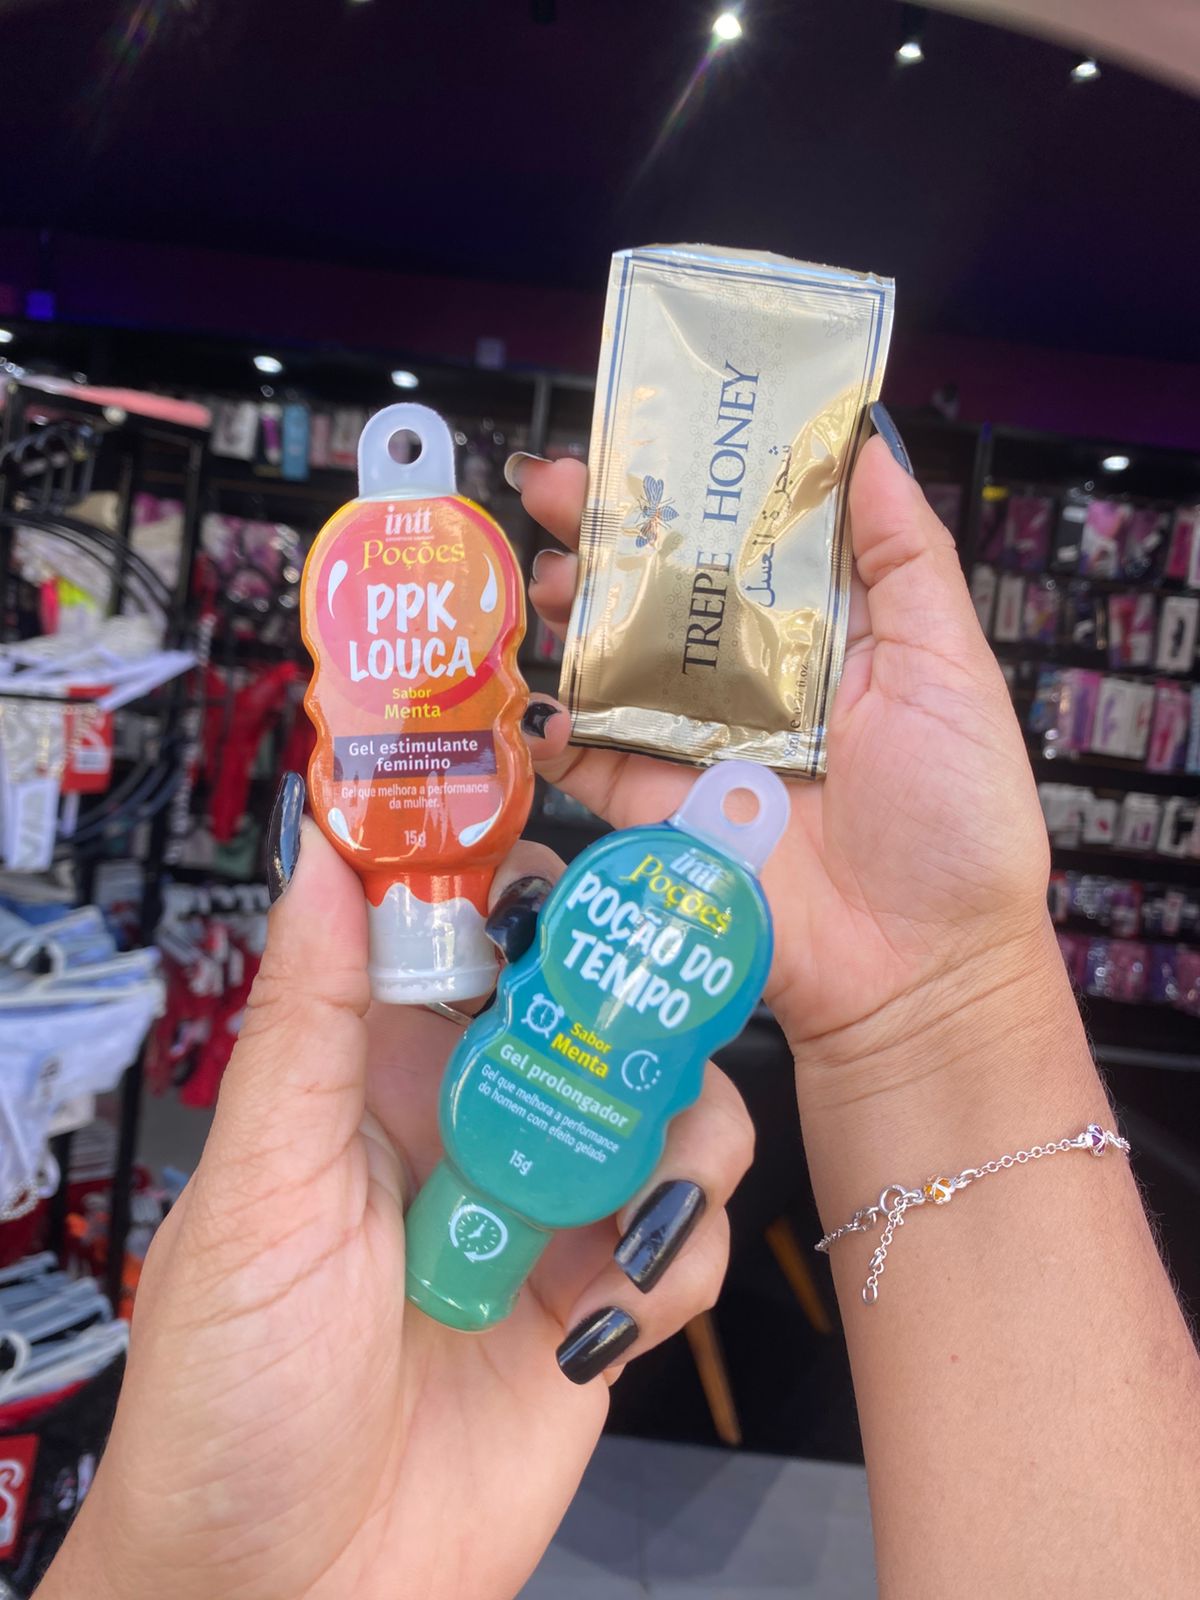 intt
Poções
PPK
LOUCA
Sabor
Menta
Gel estimulante
feminino
Gel que melhora a performance
da mulher.
15g
TREPE HONEY
intt
Poções
POÇÃO DO
TEMPO
Sabor
Menta
Gel prolongador
Gel que melhora a performance
do homem com efeito gelado
15g